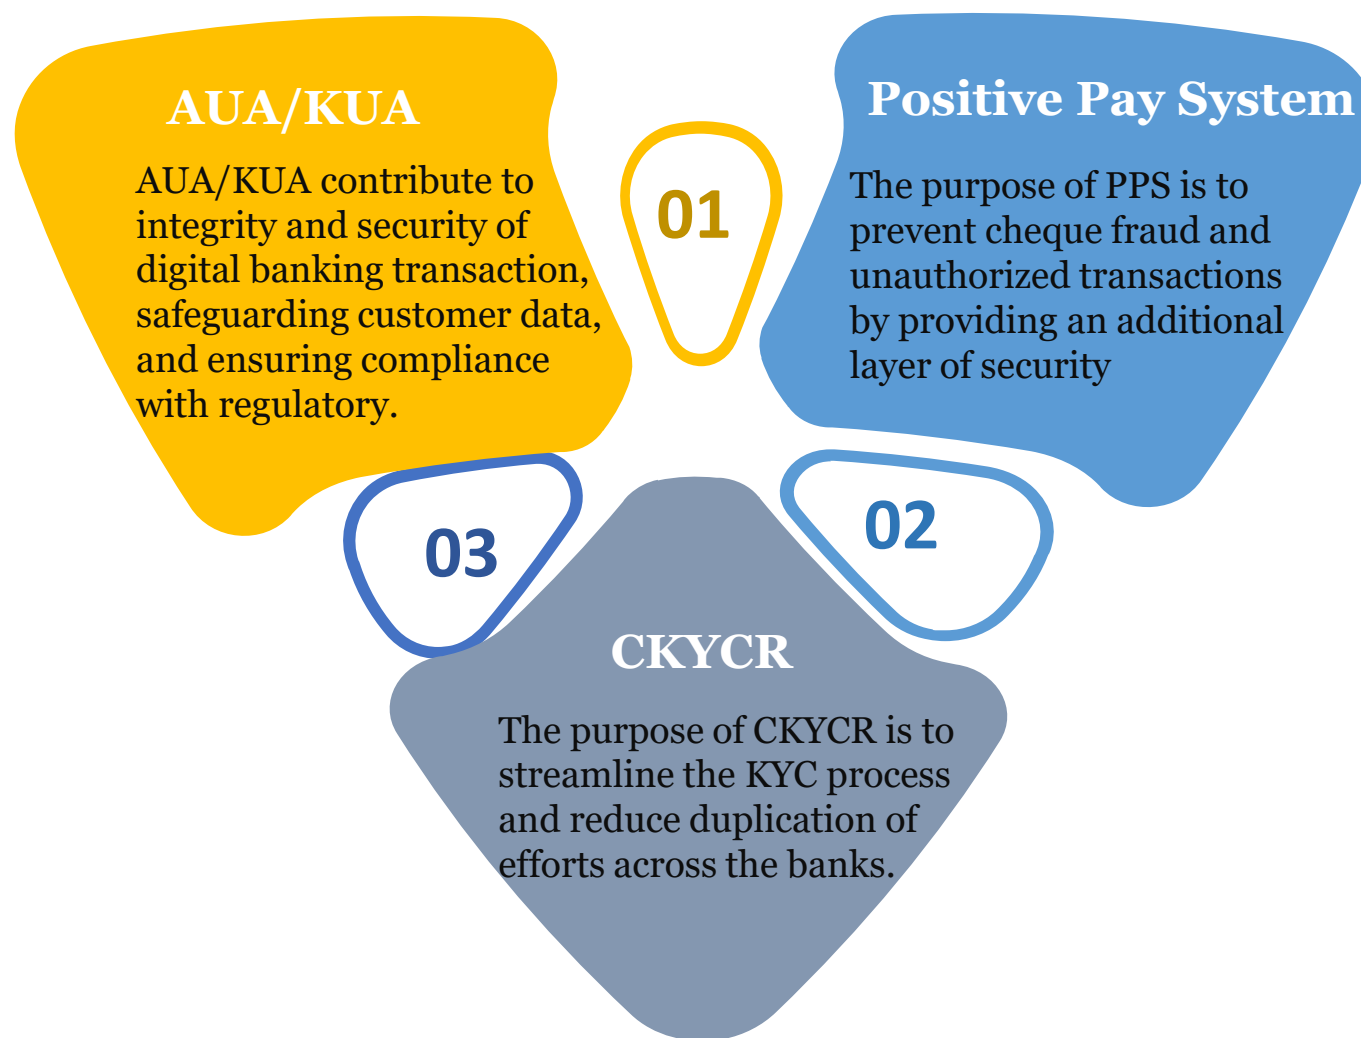 AUA/KUA
AUA/KUA contribute to
integrity and security of
digital banking transaction,
safeguarding customer data,
and ensuring compliance
with regulatory.
01
Positive Pay System
The purpose of PPS is to
prevent cheque fraud and
unauthorized transactions
by providing an additional
layer of security
02
03
CKYCR
The purpose of CKYCR is to
streamline the KYC process
and reduce duplication of
efforts across the banks.